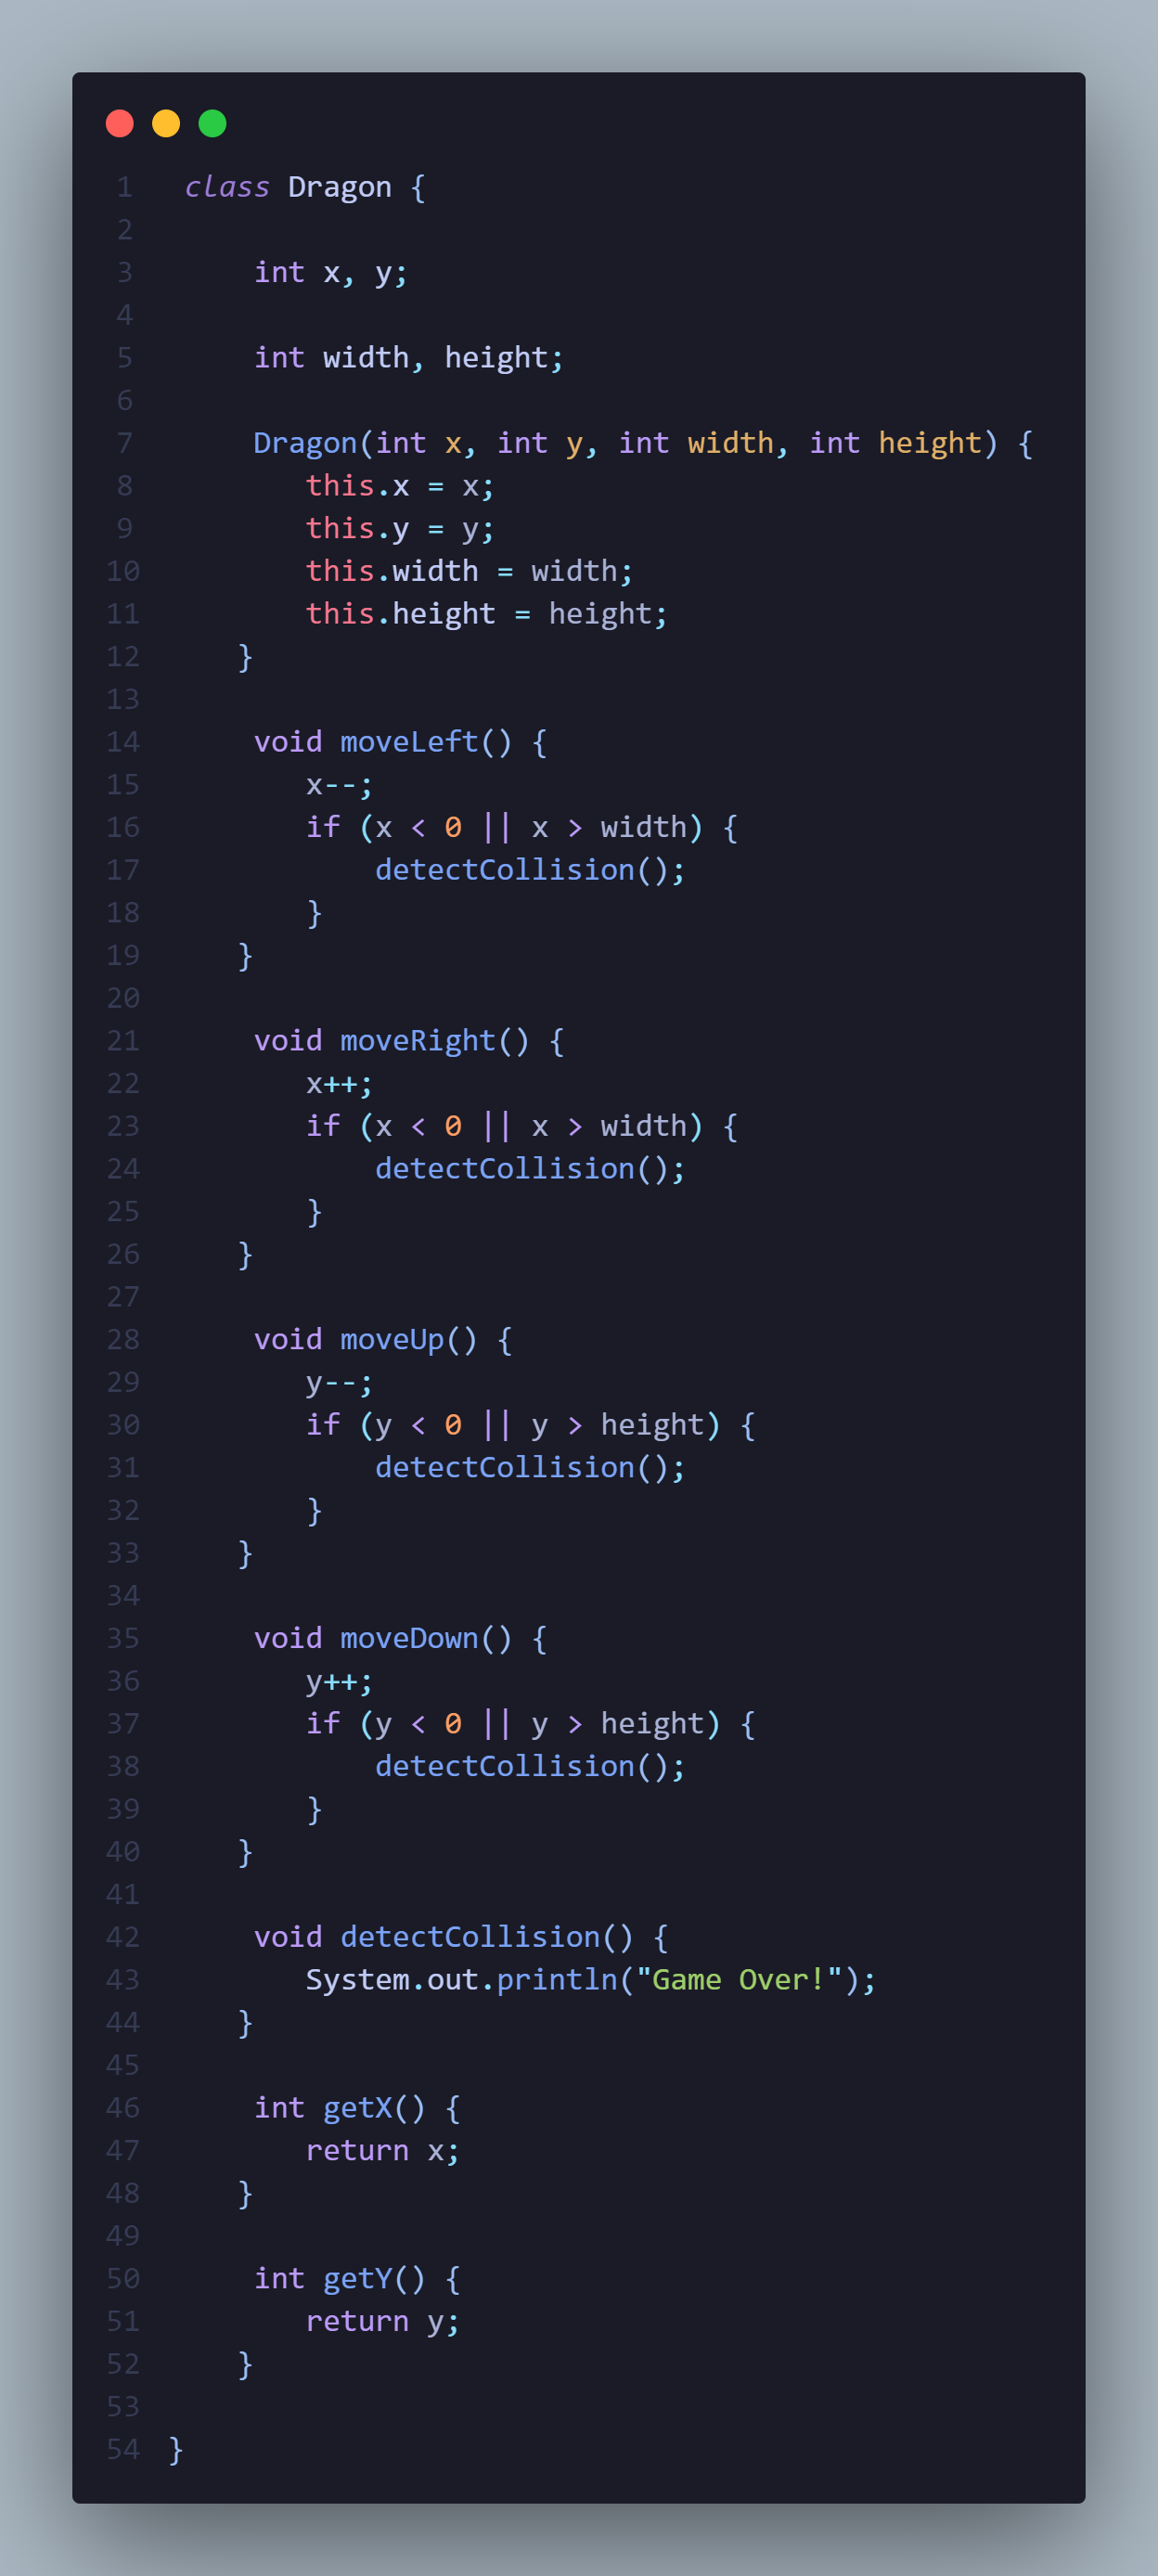 1 class Dragon {
2
3 int x, y;
4
5 int width, height;
6
7 Dragon(int x, int y, int width, int height) {
8 this.x = x;
9 this.y = y;
10 this.width = width;
11 this.height = height;
12 }
13
14 void moveLeft() {
15 x--;
16 if (x < 0 || x > width) {
17 detectCollision();
18 }
19 }
20
21 void moveRight() {
22 x++;
23 if (x < 0 || x > width) {
24 detectCollision();
25 }
26 }
27
28 void moveUp() {
29 y--;
30 if (y < 0 || y > height) {
31 detectCollision();
32 }
33 }
34
35 void moveDown() {
36 y++;
37 if (y < 0 || y > height) {
38 detectCollision();
39 }
40 }
41
42 void detectCollision() {
43 System.out.println("Game Over!");
44 }
45
46 int getX() {
47 return x;
48 }
49
50 int getY() {
51 return y;
52 }
53
54 }